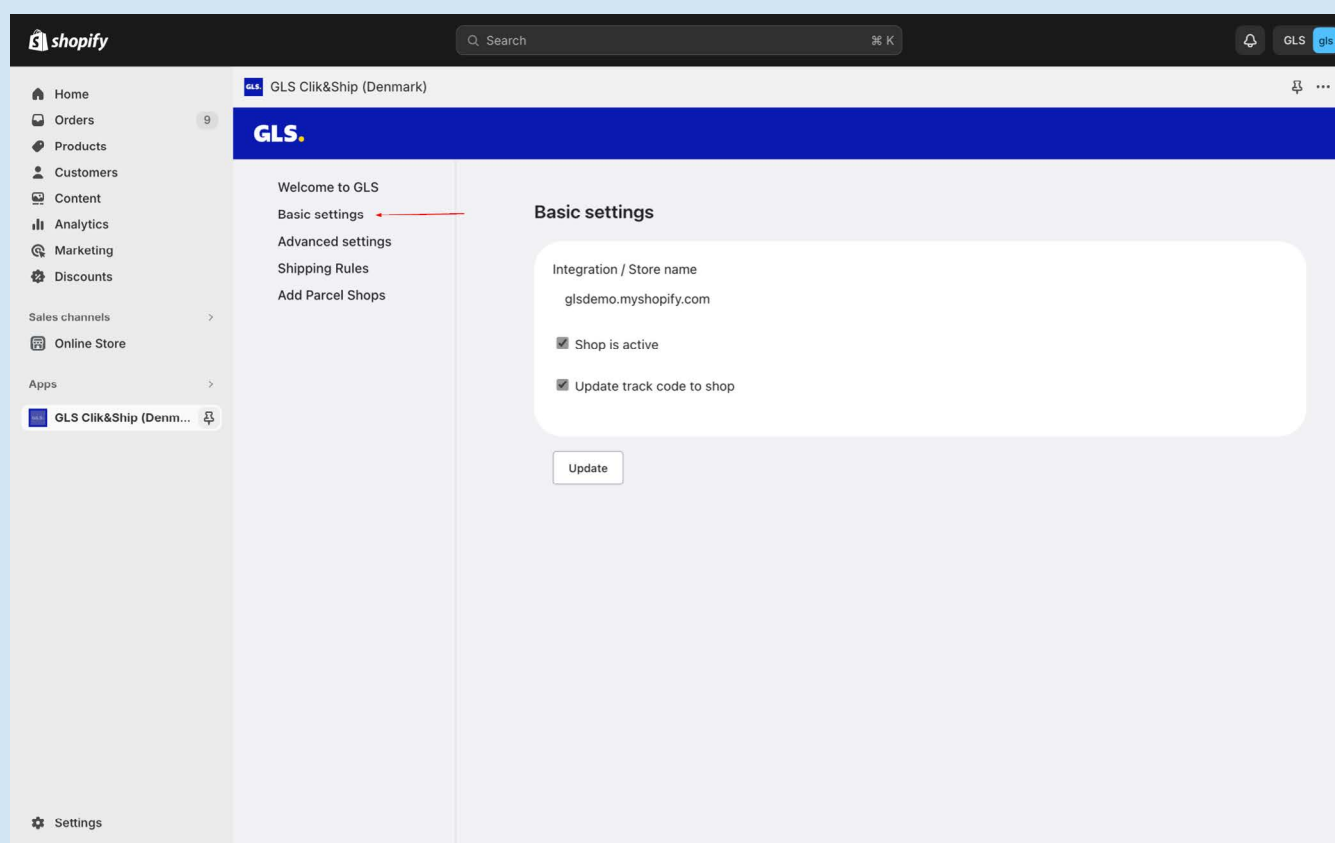 shopify
Search
⌘ K
GLS
gls
Home
Orders
9
Products
Customers
Content
Analytics
Marketing
Discounts
Sales channels
Online Store
Apps
GLS Clik&Ship (Denm...
Settings
GLS.
GLS Clik&Ship (Denmark)
GLS.
Welcome to GLS
Basic settings
Advanced settings
Shipping Rules
Add Parcel Shops
Basic settings
Integration / Store name
glsdemo.myshopify.com
Shop is active
Update track code to shop
Update